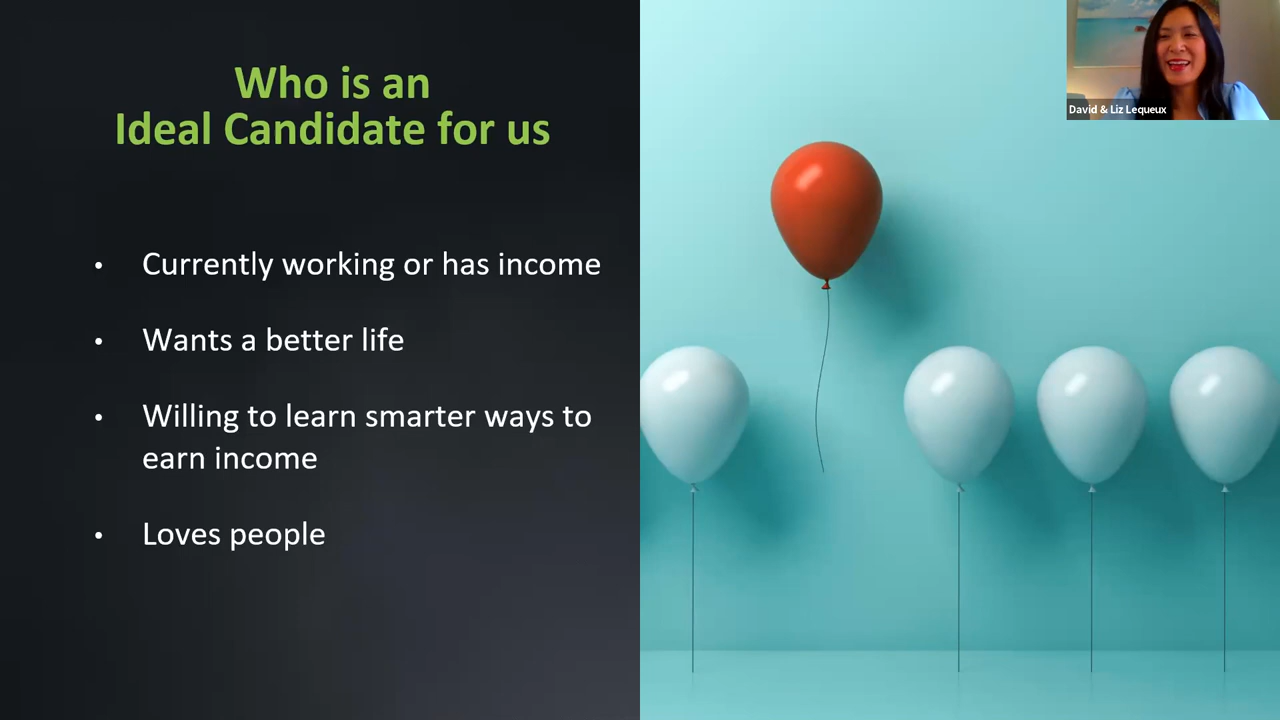 Who is an
Ideal Candidate for us
• Currently working or has income
• Wants a better life
• Willing to learn smarter ways to
earn income
• Loves people
David & Liz Lequeux